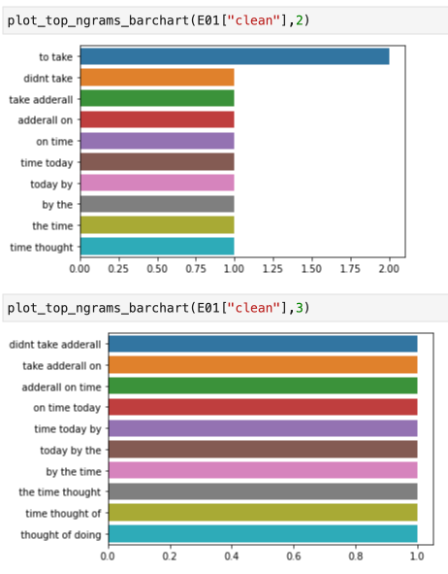 plot_top_ngrams_barchart(E01["clean"],2)
to take
didnt take
take adderall
adderall on
on time
time today
today by
by the
the time
time thought
0.00 0.25 0.50 0.75 1.00 1.25 1.50 1.75 2.00
plot_top_ngrams_barchart(E01["clean"],3)
didnt take adderall
take adderall on
adderall on time
on time today
time today by
today by the
by the time
the time thought
time thought of
thought of doing
0.0 0.2 0.4 0.6 0.8 1.0